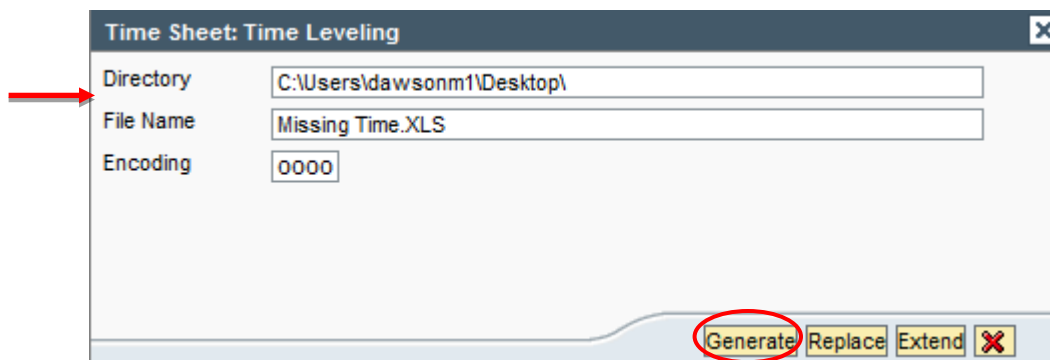 Time Sheet: Time Leveling
Directory C:\Users\dawsonm1\Desktop\
File Name Missing Time.XLS
Encoding 0000
Generate Replace Extend